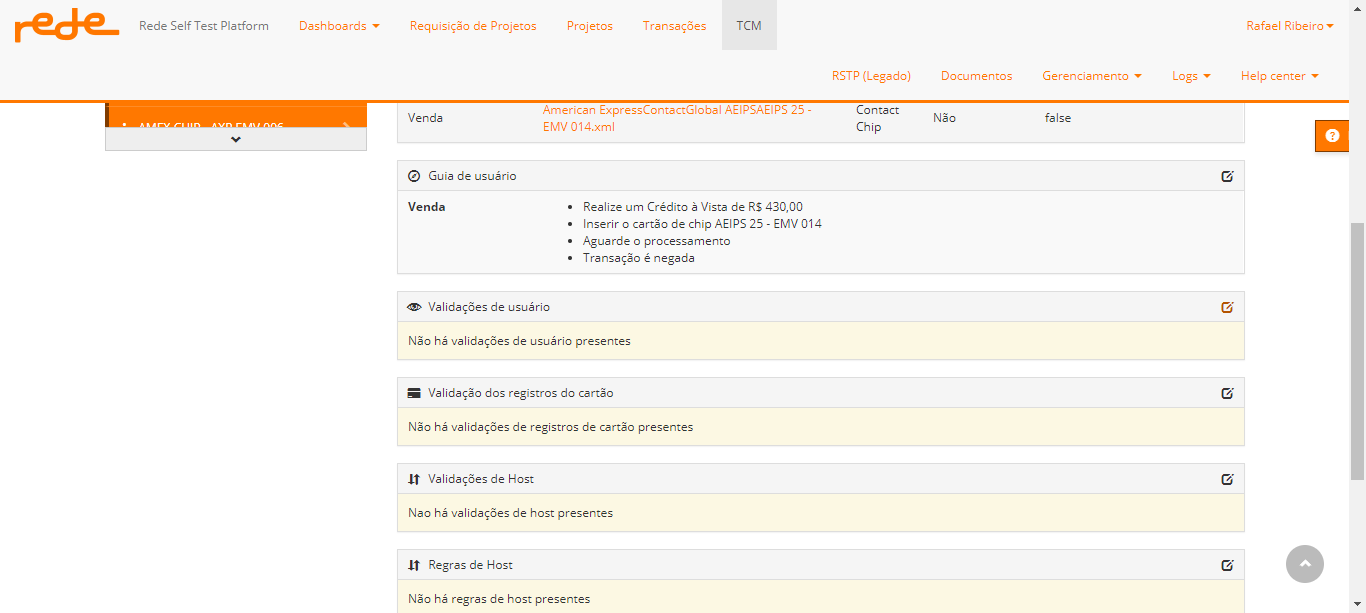 rede Rede Self Test Platform Dashboards Requisição de Projetos Projetos Transações TCM Rafael Ribeiro
RSTP (Legado) Documentos Gerenciamento Logs Help center
AMEX CHIP - AXP EMV 006
Venda American ExpressContactGlobal AEIPSAEIPS 25 - EMV 014.xml Contact Chip Não false
Guia de usuário
Venda
Realize um Crédito à Vista de R$ 430,00
Inserir o cartão de chip AEIPS 25 - EMV 014
Aguarde o processamento
Transação é negada
Validações de usuário
Não há validações de usuário presentes
Validação dos registros do cartão
Não há validações de registros de cartão presentes
Validações de Host
Nao há validações de host presentes
Regras de Host
Não há regras de host presentes